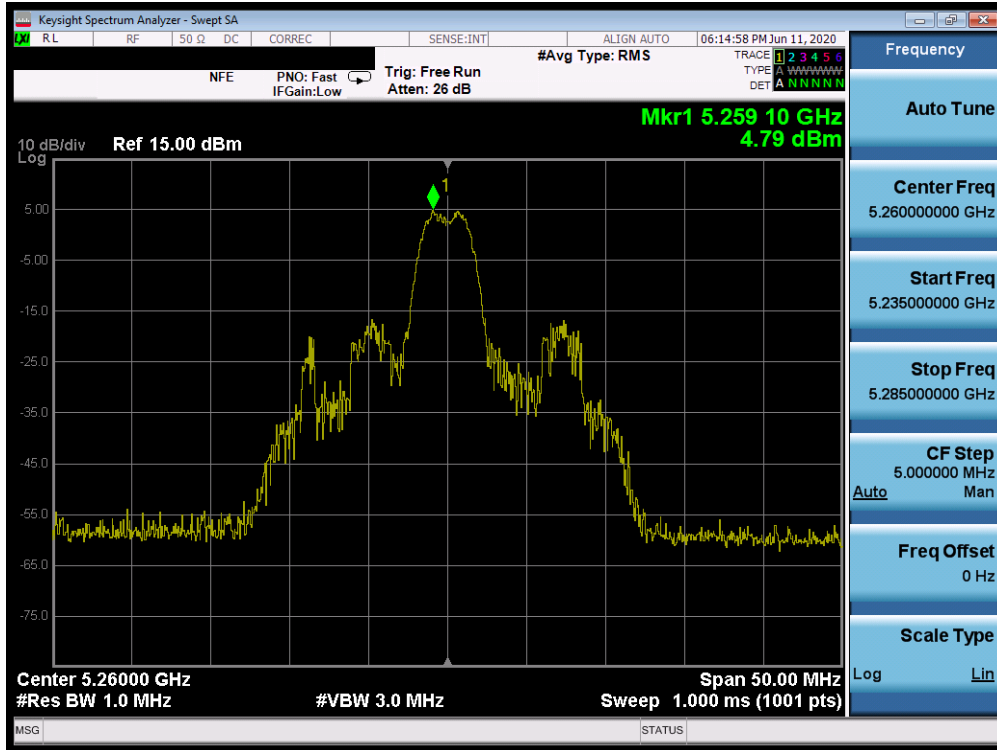 Keysight Spectrum Analyzer - Swept SA
LXI RL RF 50 Ω DC CORREC SENSE:INT ALIGN AUTO 06:14:58 PM Jun 11, 2020
#Avg Type: RMS TRACE 1 2 3 4 5 6
NFE PNO: Fast Trig: Free Run TYPE A WWWWW
IFGain:Low Atten: 26 dB DET A N N N N N
Mkr1 5.259 10 GHz
4.79 dBm
10 dB/div Ref 15.00 dBm
Log
1
5.00
-5.00
-15.0
-25.0
-35.0
-45.0
-55.0
-65.0
-75.0
Center 5.26000 GHz Span 50.00 MHz
#Res BW 1.0 MHz #VBW 3.0 MHz Sweep 1.000 ms (1001 pts)
MSG STATUS
Frequency
Auto Tune
Center Freq
5.260000000 GHz
Start Freq
5.235000000 GHz
Stop Freq
5.285000000 GHz
CF Step
5.000000 MHz
Auto Man
Freq Offset
0 Hz
Scale Type
Log Lin